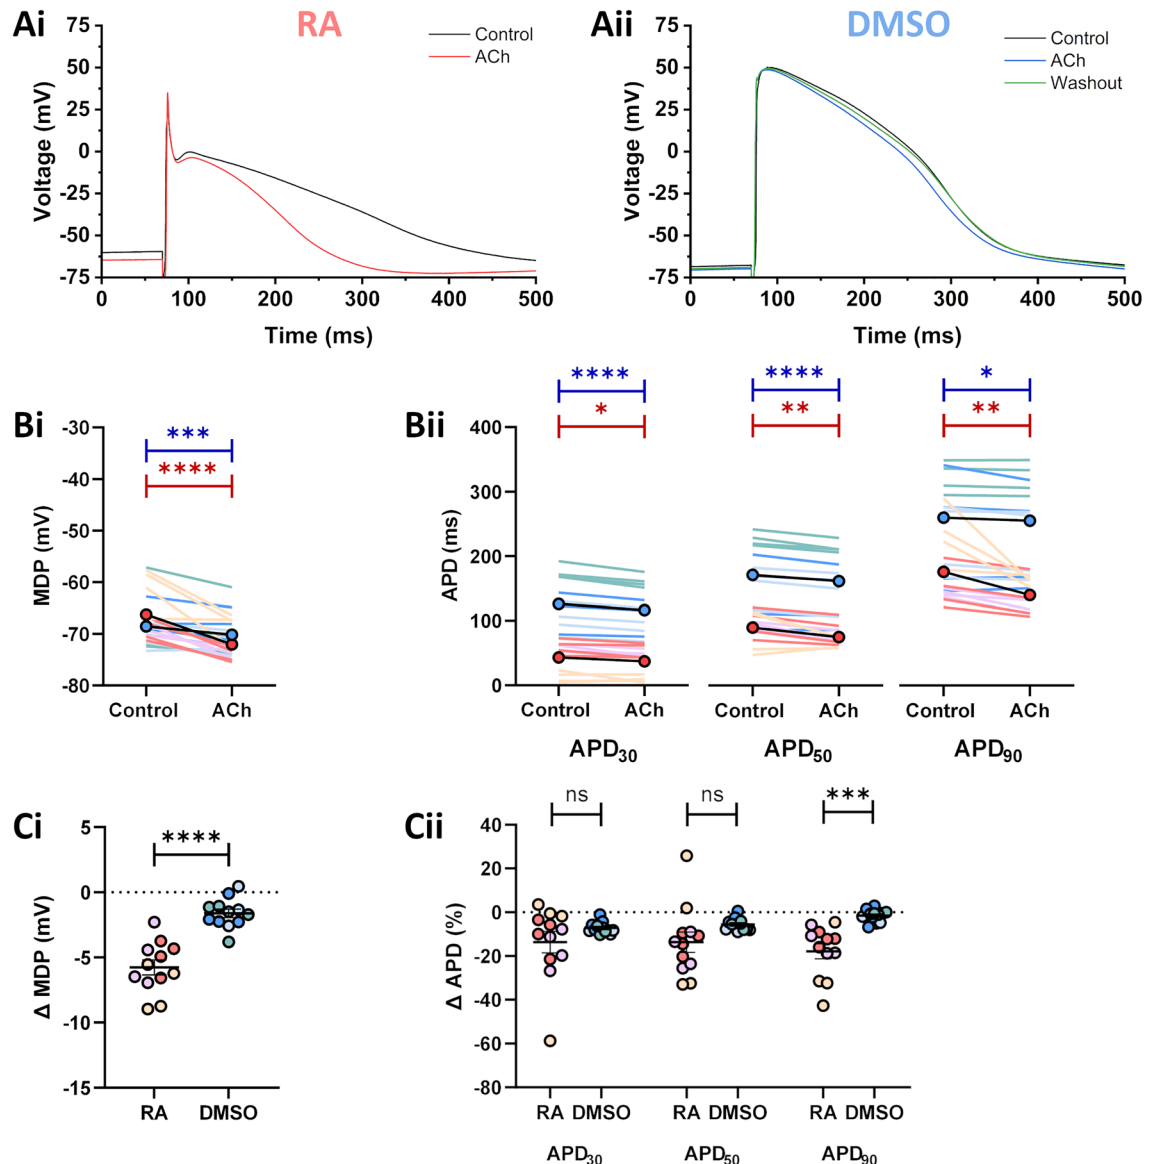 Ai
RA
Control
ACh
Voltage (mV)
75
50
25
0
-25
-50
-75
0 100 200 300 400 500
Time (ms)
Aii
DMSO
Control
ACh
Washout
Voltage (mV)
75
50
25
0
-25
-50
-75
0 100 200 300 400 500
Time (ms)
Bi
***
****
MDP (mV)
-30
-40
-50
-60
-70
-80
Control ACh
Bii
**** **** *
* ** **
APD (ms)
400
300
200
100
0
Control ACh Control ACh Control ACh
APD30 APD50 APD90
Ci
****
Δ MDP (mV)
5
0
-5
-10
-15
RA DMSO
Cii
ns ns ***
Δ APD (%)
40
20
0
-20
-40
-60
-80
RA DMSO RA DMSO RA DMSO
APD30 APD50 APD90